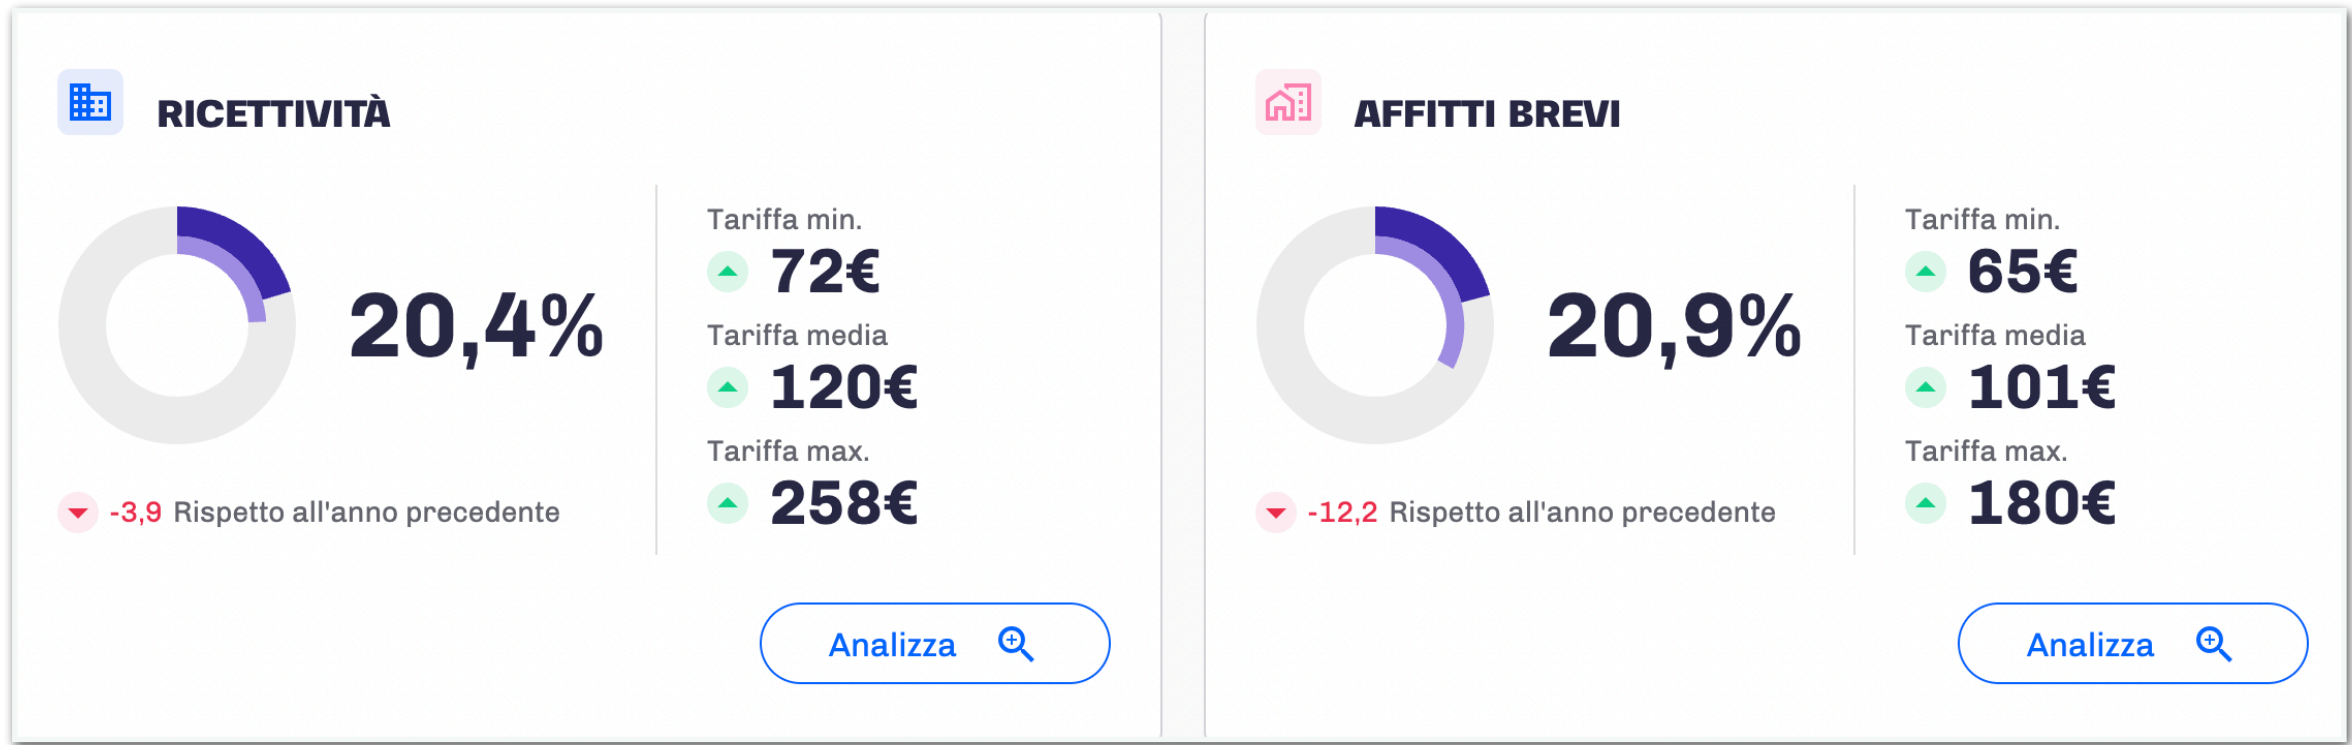 RICETTIVITÀ
20,4%
-3,9 Rispetto all'anno precedente
Tariffa min.
72€
Tariffa media
120€
Tariffa max.
258€
Analizza
AFFITTI BREVI
20,9%
-12,2 Rispetto all'anno precedente
Tariffa min.
65€
Tariffa media
101€
Tariffa max.
180€
Analizza